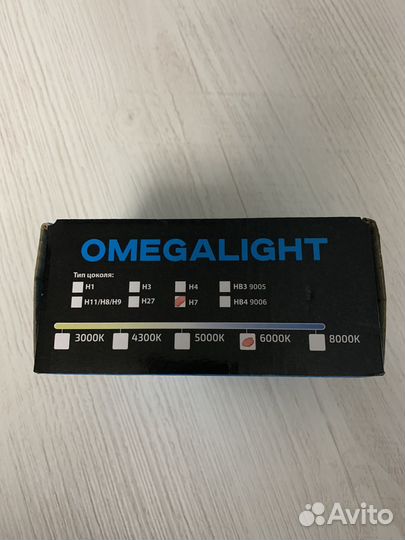 OMEGALIGHT
Тип цоколя:
H1 H3 H4 HB3 9005
H11/H8/H9 H27 H7 HB4 9006
3000K 4300K 5000K 6000K 8000K
Avito